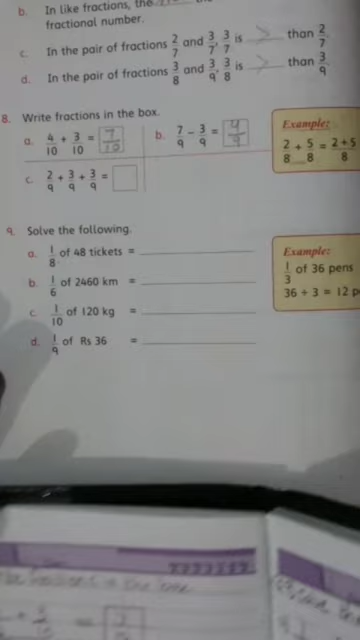 b. In like fractions, the
fractional number.
c. In the pair of fractions 2/7 and 3/7, 3/7 is > than 2/7
d. In the pair of fractions 3/8 and 3/9, 3/8 is > than 3/9
8. Write fractions in the box.
a. 4/10 + 3/10 = 7/10
b. 7/9 - 3/9 = 4/9
c. 2/9 + 3/9 + 3/9 =
Example:
2/8 + 5/8 = 2+5/8
9. Solve the following.
a. 1/8 of 48 tickets =
b. 1/6 of 2460 km =
c. 1/10 of 120 kg =
d. 1/9 of Rs 36 =
Example:
1/3 of 36 pens
36 ÷ 3 = 12 p